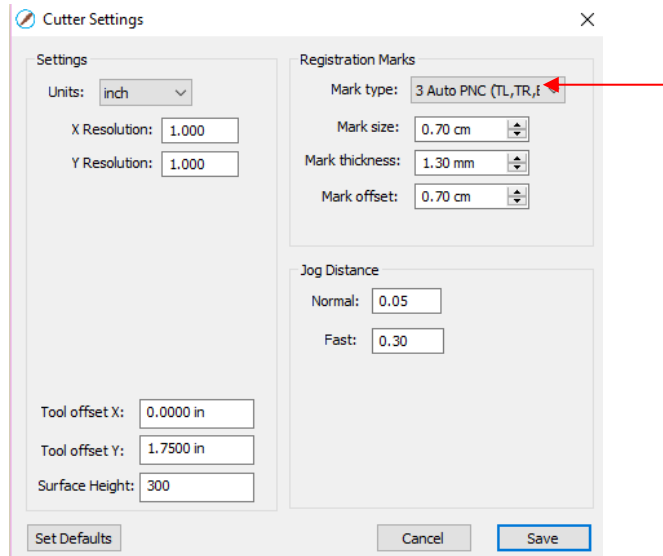 Cutter Settings
Settings
Units: inch
X Resolution: 1.000
Y Resolution: 1.000
Tool offset X: 0.0000 in
Tool offset Y: 1.7500 in
Surface Height: 300
Registration Marks
Mark type: 3 Auto PNC (TL,TR,
Mark size: 0.70 cm
Mark thickness: 1.30 mm
Mark offset: 0.70 cm
Jog Distance
Normal: 0.05
Fast: 0.30
Set Defaults
Cancel
Save